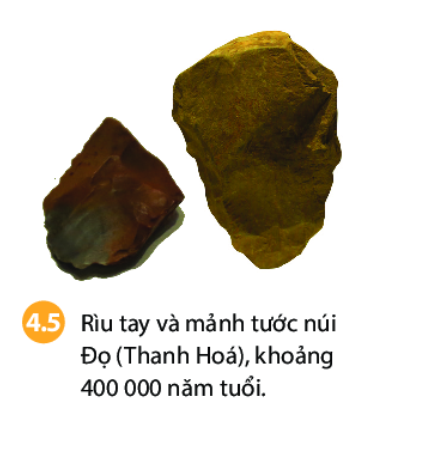 4.5 Rìu tay và mảnh tước núi
Đọ (Thanh Hoá), khoảng
400 000 năm tuổi.